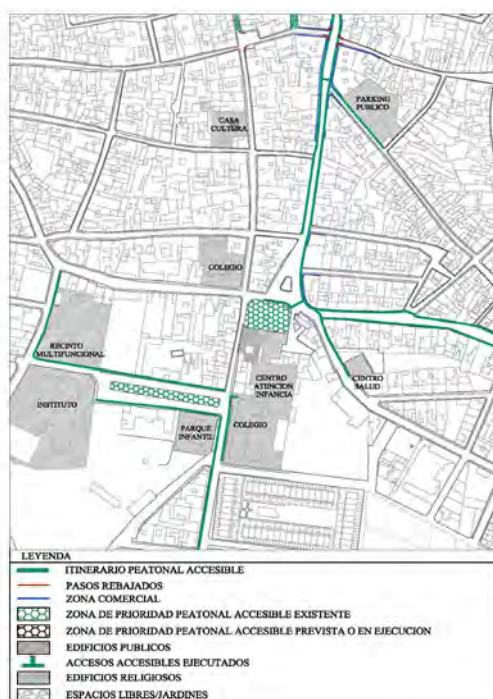 PARKING
PUBLICO
CASA
CULTURA
COLEGIO
RECINTO
MULTIFUNCIONAL
CENTRO
ATENCION
INFANCIA
CENTRO
SALUD
INSTITUTO
PARQUE
INFANTIL
COLEGIO
LEYENDA
ITINERARIO PEATONAL ACCESIBLE
PASOS REBAJADOS
ZONA COMERCIAL
ZONA DE PRIORIDAD PEATONAL ACCESIBLE EXISTENTE
ZONA DE PRIORIDAD PEATONAL ACCESIBLE PREVISTA O EN EJECUCION
EDIFICIOS PUBLICOS
ACCESOS ACCESIBLES EJECUTADOS
EDIFICIOS RELIGIOSOS
ESPACIOS LIBRES/JARDINES